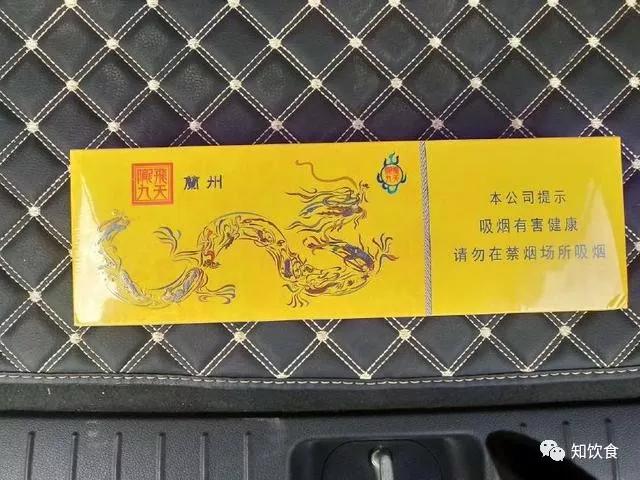 飛天
儺九
蘭州
本公司提示
吸烟有害健康
请勿在禁烟场所吸烟
知饮食